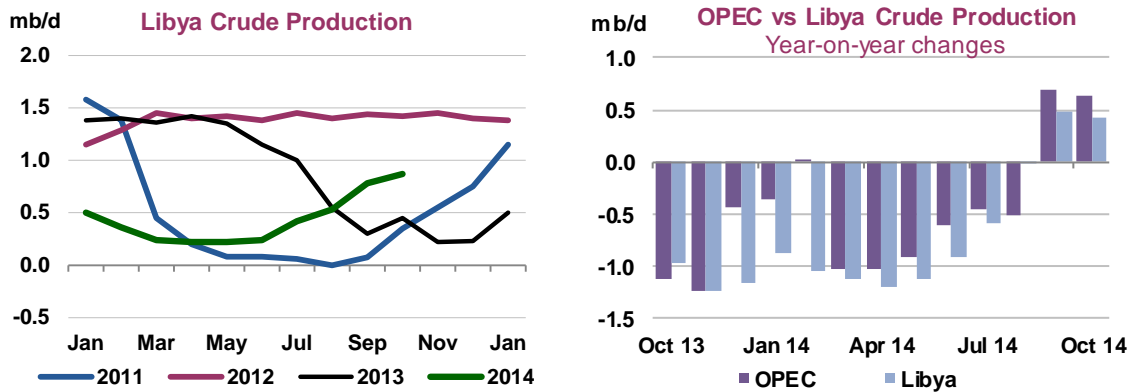 mb/d
Libya Crude Production
2.0
1.5
1.0
0.5
0.0
-0.5
Jan Mar May Jul Sep Nov Jan
2011 2012 2013 2014
mb/d
OPEC vs Libya Crude Production
Year-on-year changes
1.0
0.5
0.0
-0.5
-1.0
-1.5
Oct 13 Jan 14 Apr 14 Jul 14 Oct 14
OPEC Libya